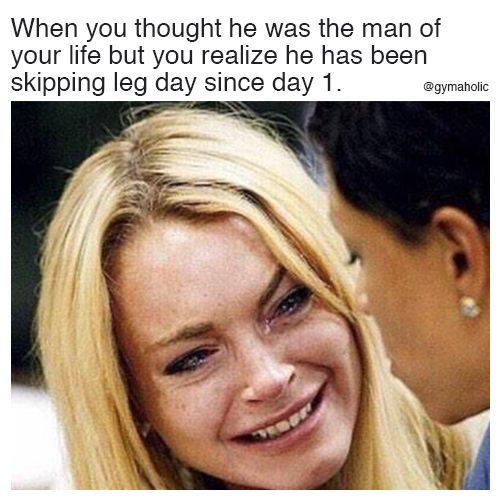 When you thought he was the man of
your life but you realize he has been
skipping leg day since day 1.
@gymaholic